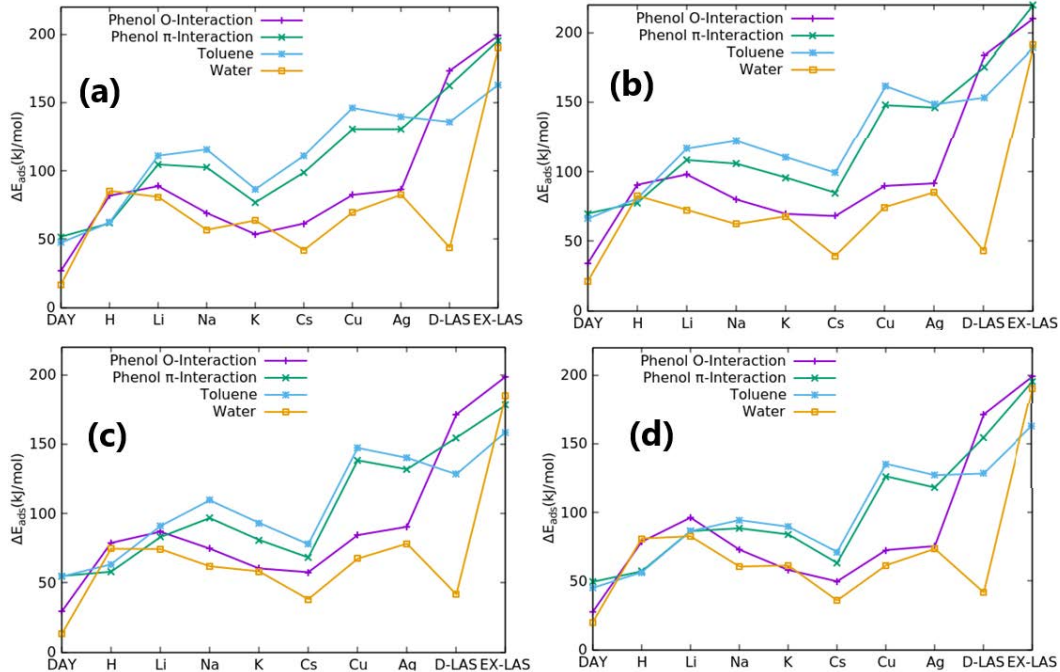 Phenol O-Interaction
Phenol π-Interaction
Toluene
Water
(a)
ΔE_ads(kJ/mol)
200
150
100
50
0
DAY H Li Na K Cs Cu Ag D-LAS EX-LAS
Phenol O-Interaction
Phenol π-Interaction
Toluene
Water
(b)
ΔE_ads(kJ/mol)
200
150
100
50
0
DAY H Li Na K Cs Cu Ag D-LAS EX-LAS
Phenol O-Interaction
Phenol π-Interaction
Toluene
Water
(c)
ΔE_ads(kJ/mol)
200
150
100
50
0
DAY H Li Na K Cs Cu Ag D-LAS EX-LAS
Phenol O-Interaction
Phenol π-Interaction
Toluene
Water
(d)
ΔE_ads(kJ/mol)
200
150
100
50
0
DAY H Li Na K Cs Cu Ag D-LAS EX-LAS